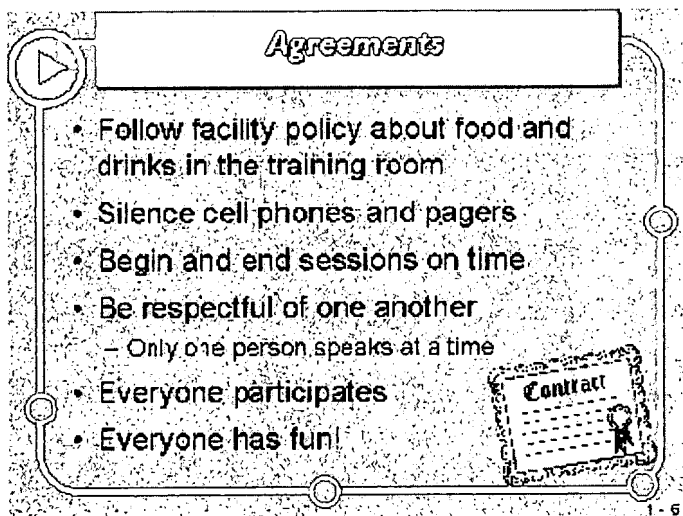 Agreements
• Follow facility policy about food and
drinks in the training room
• Silence cell phones and pagers
• Begin and end sessions on time
• Be respectful of one another
– Only one person speaks at a time
• Everyone participates
• Everyone has fun!
Contract
1 - 6